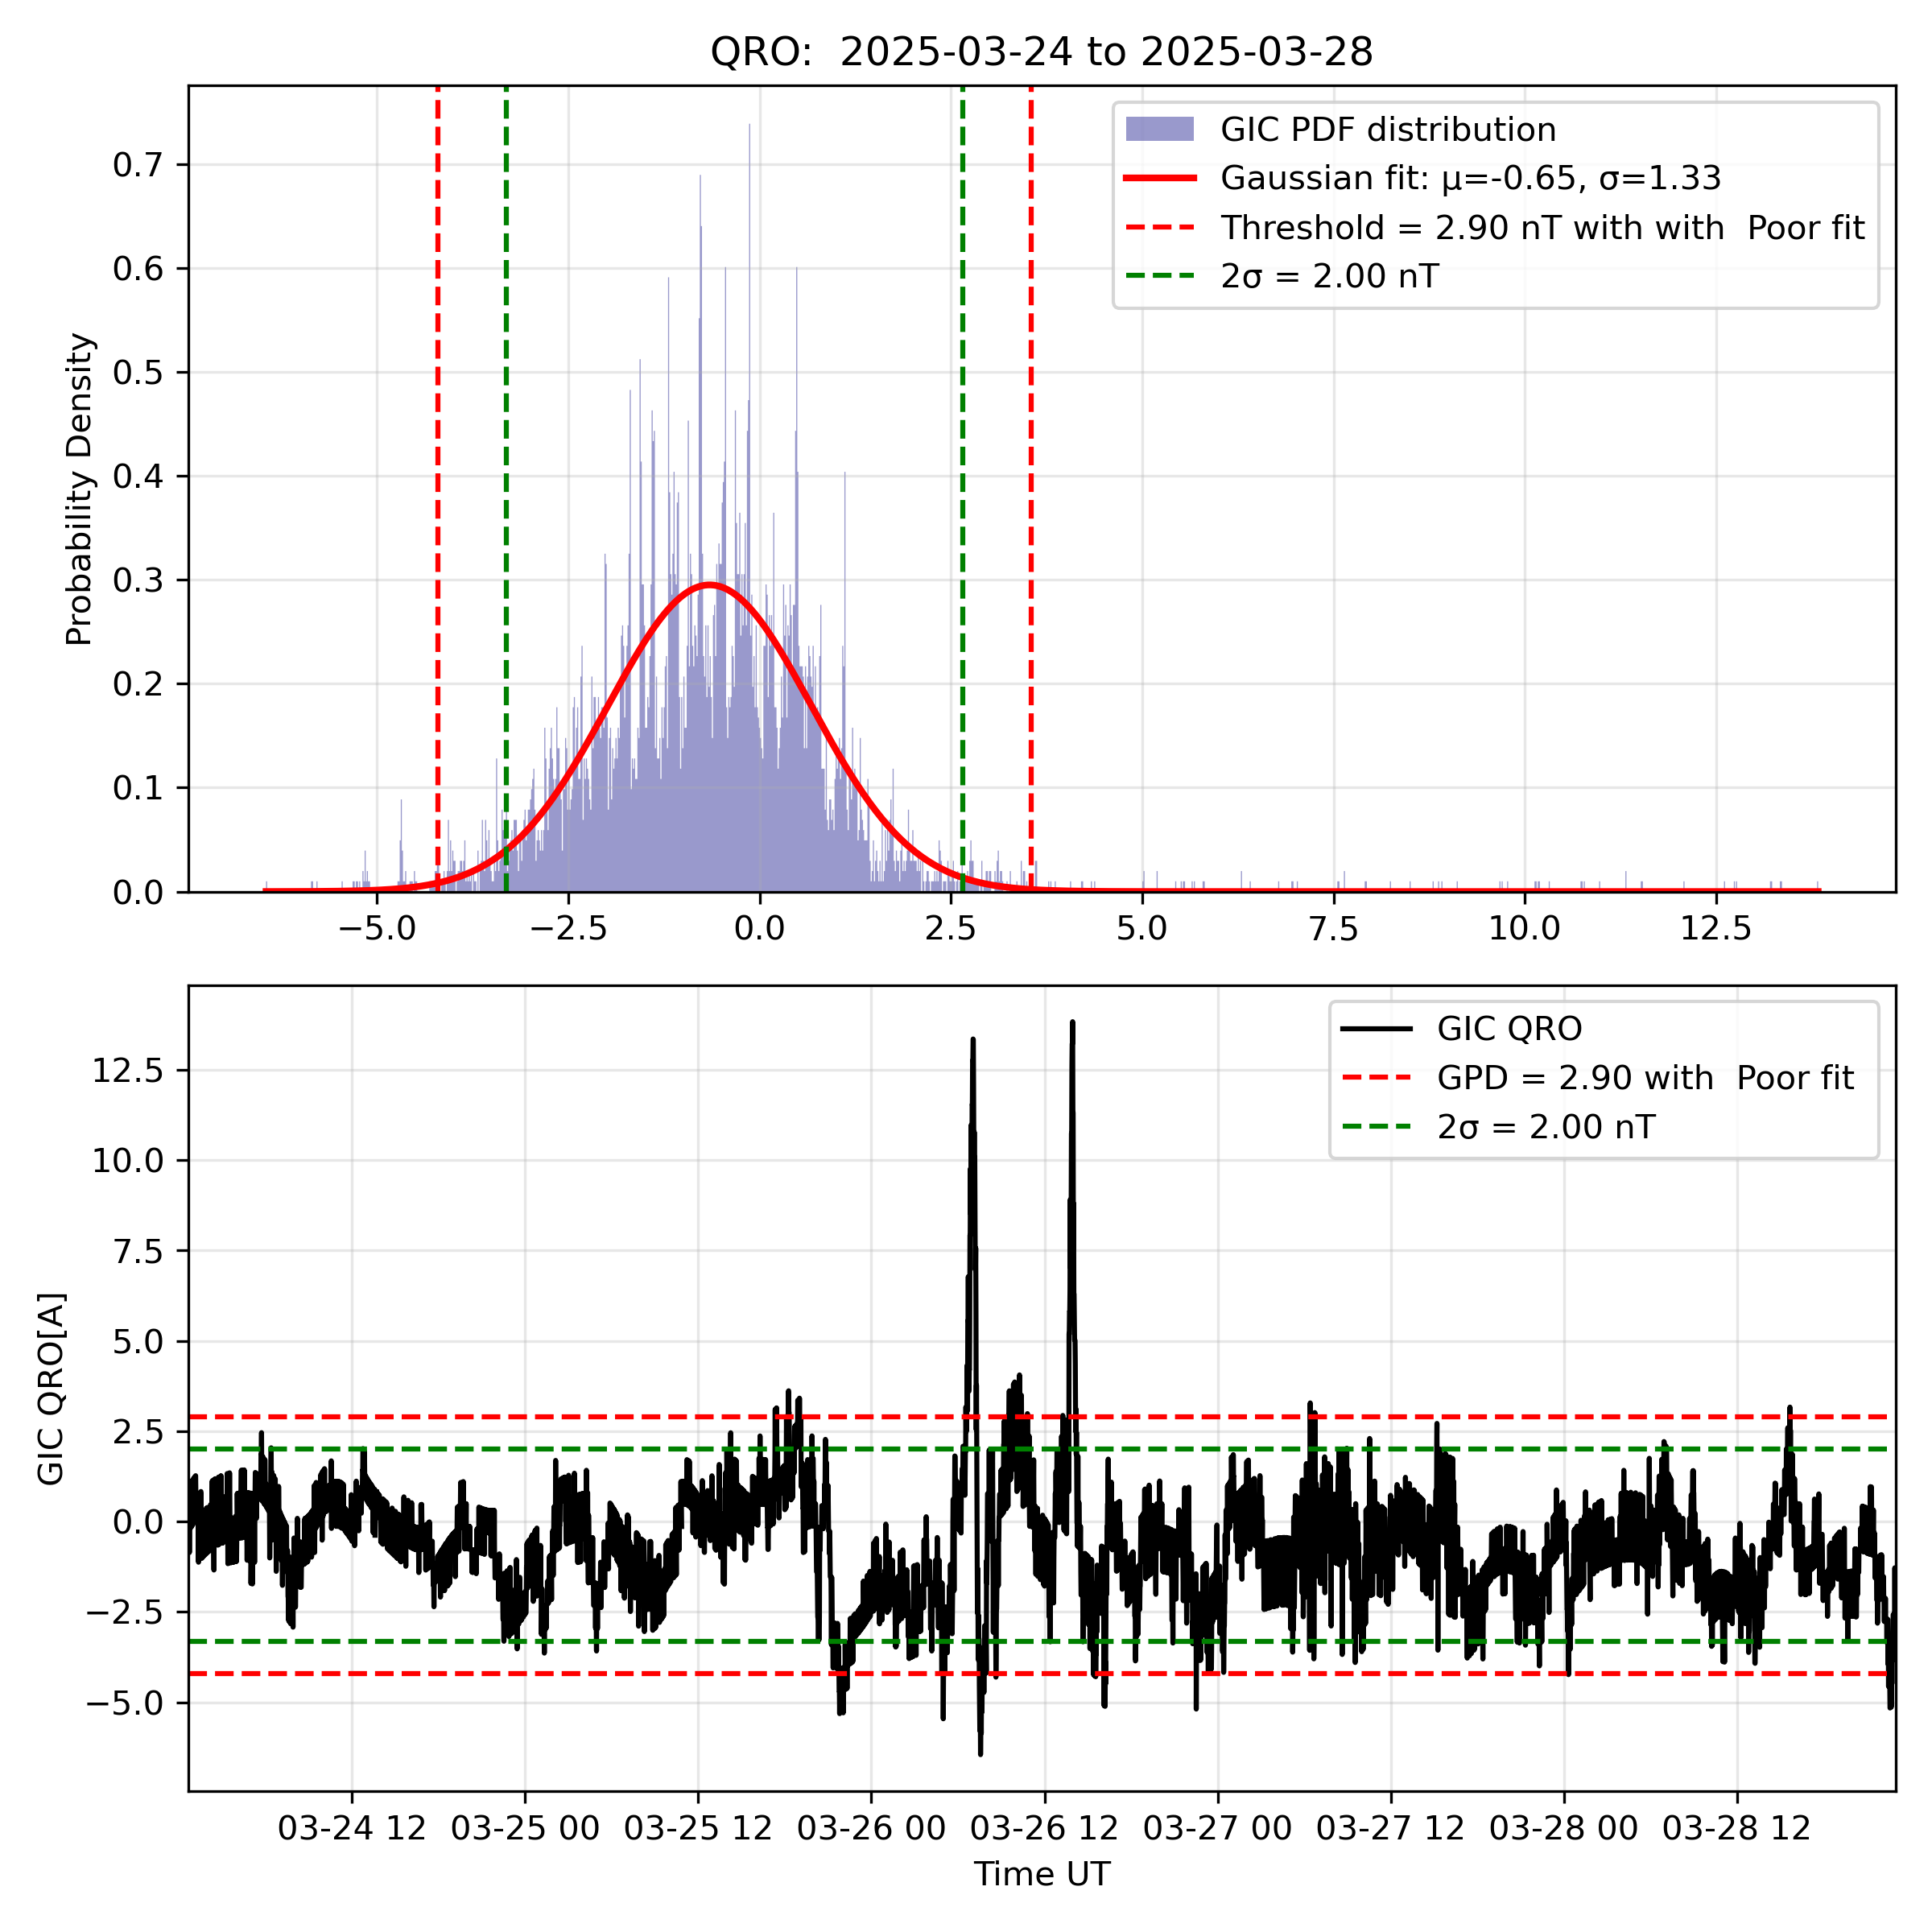 QRO:  2025-03-24 to 2025-03-28
GIC PDF distribution
Gaussian fit: μ=-0.65, σ=1.33
Threshold = 2.90 nT with with  Poor fit
2σ = 2.00 nT
Probability Density
0.7
0.6
0.5
0.4
0.3
0.2
0.1
0.0
−5.0 −2.5 0.0 2.5 5.0 7.5 10.0 12.5
GIC QRO
GPD = 2.90 with  Poor fit
2σ = 2.00 nT
GIC QRO[A]
12.5
10.0
7.5
5.0
2.5
0.0
−2.5
−5.0
03-24 12 03-25 00 03-25 12 03-26 00 03-26 12 03-27 00 03-27 12 03-28 00 03-28 12
Time UT